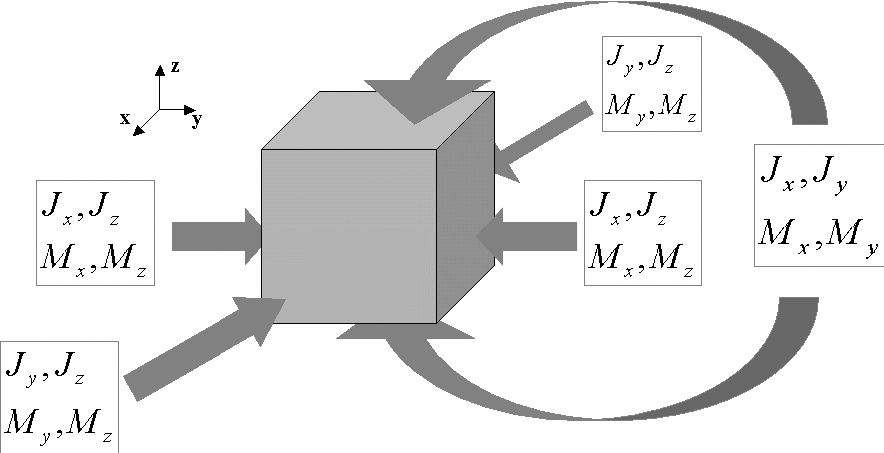 z
x
y
J_y, J_z
M_y, M_z
J_x, J_y
M_x, M_y
J_x, J_z
M_x, M_z
J_x, J_z
M_x, M_z
J_y, J_z
M_y, M_z